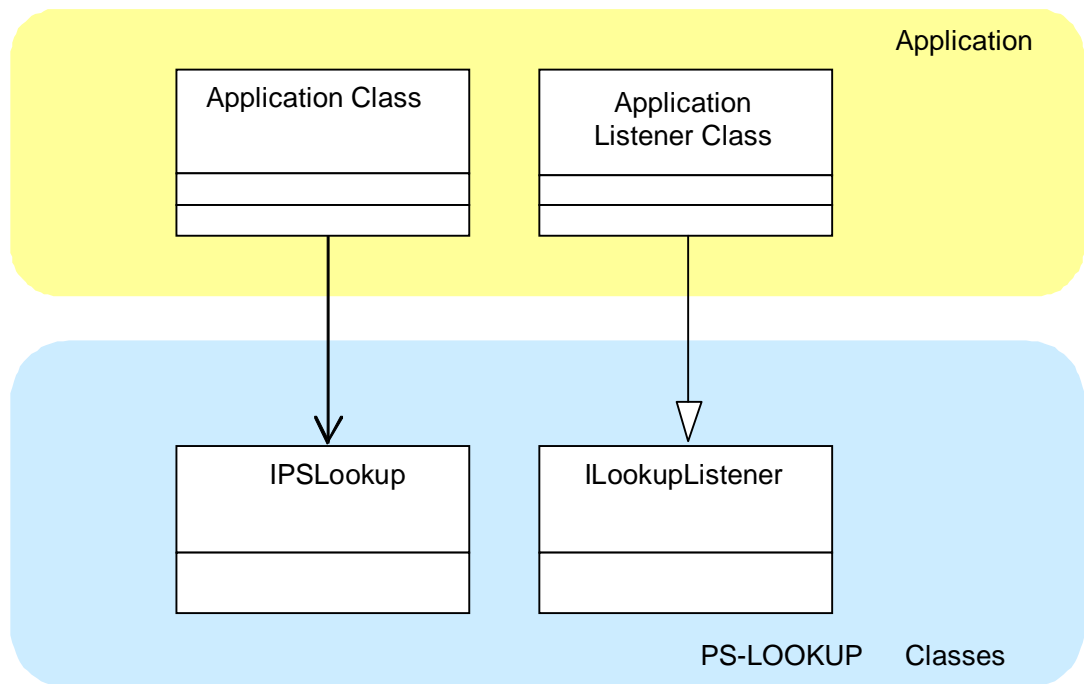 Application
Application Class
Application
Listener Class
IPSLookup
ILookupListener
PS-LOOKUP Classes